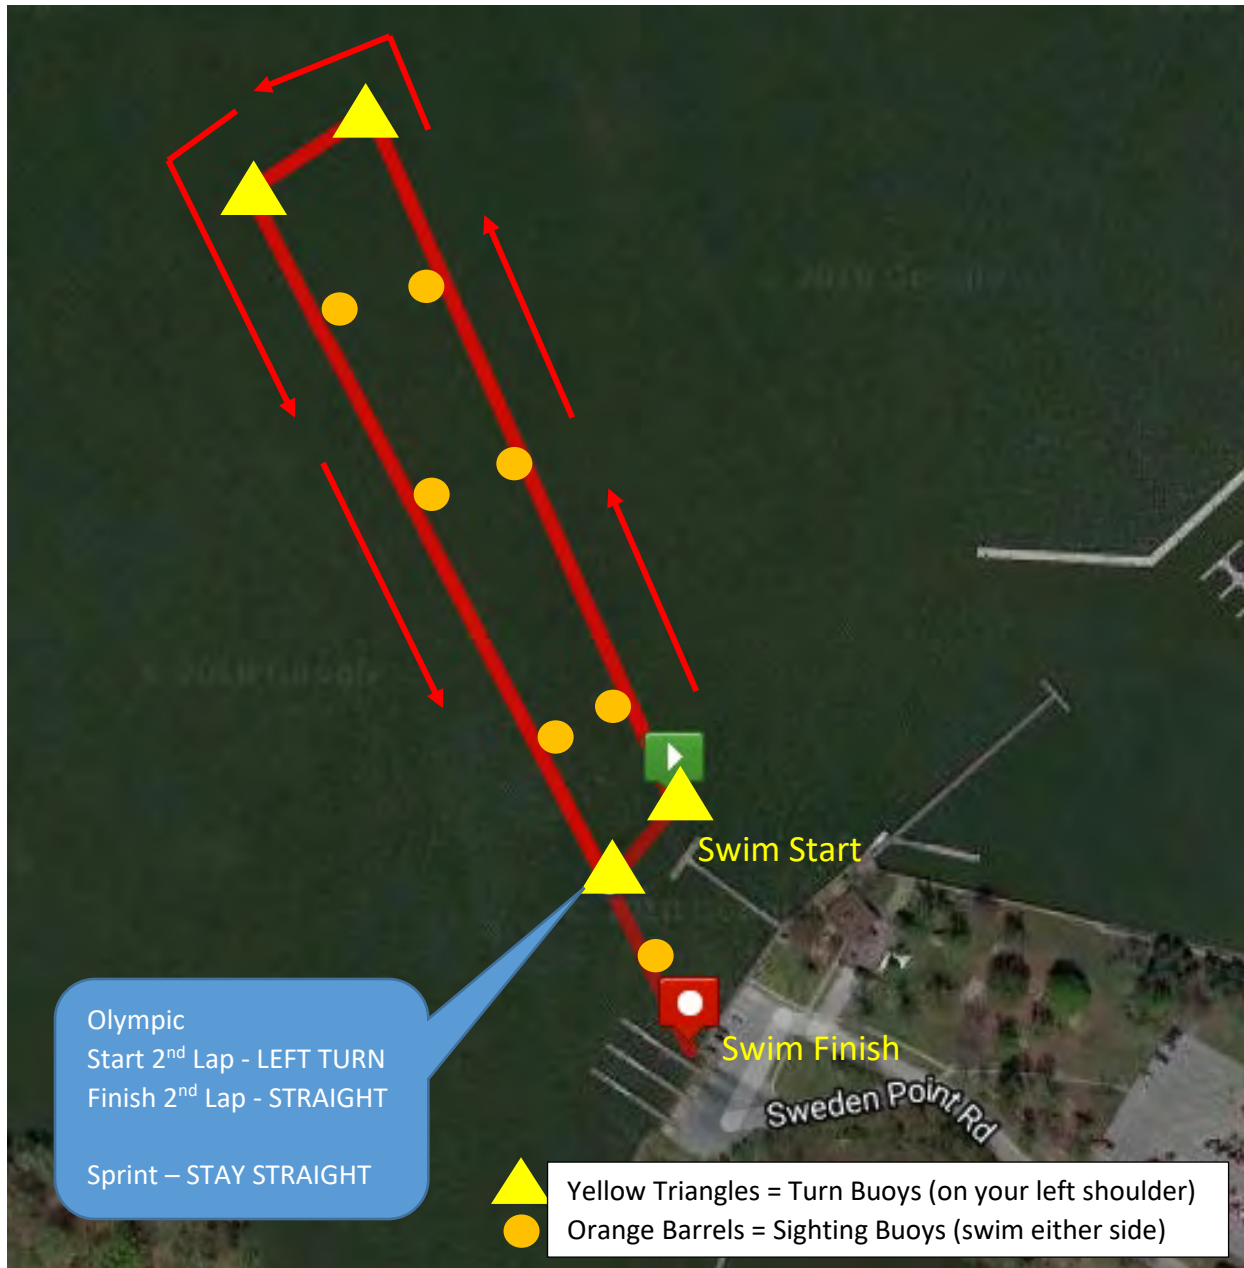 Swim Start
Swim Finish
Sweden Point Rd
Olympic
Start 2nd Lap - LEFT TURN
Finish 2nd Lap - STRAIGHT
Sprint – STAY STRAIGHT
Yellow Triangles = Turn Buoys (on your left shoulder)
Orange Barrels = Sighting Buoys (swim either side)